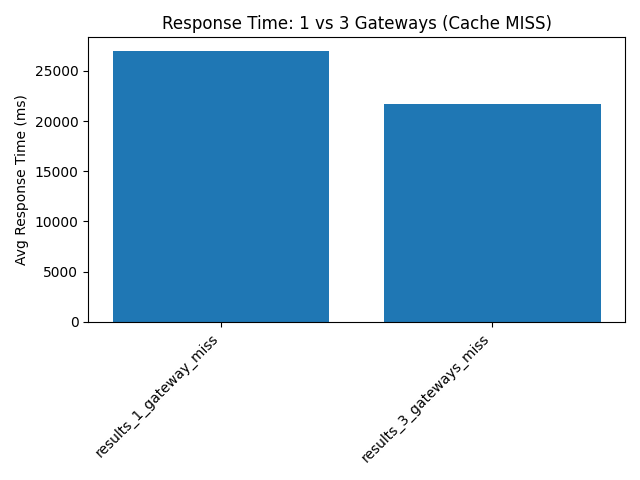 Response Time: 1 vs 3 Gateways (Cache MISS)
Avg Response Time (ms)
25000
20000
15000
10000
5000
0
results_1_gateway_miss
results_3_gateways_miss